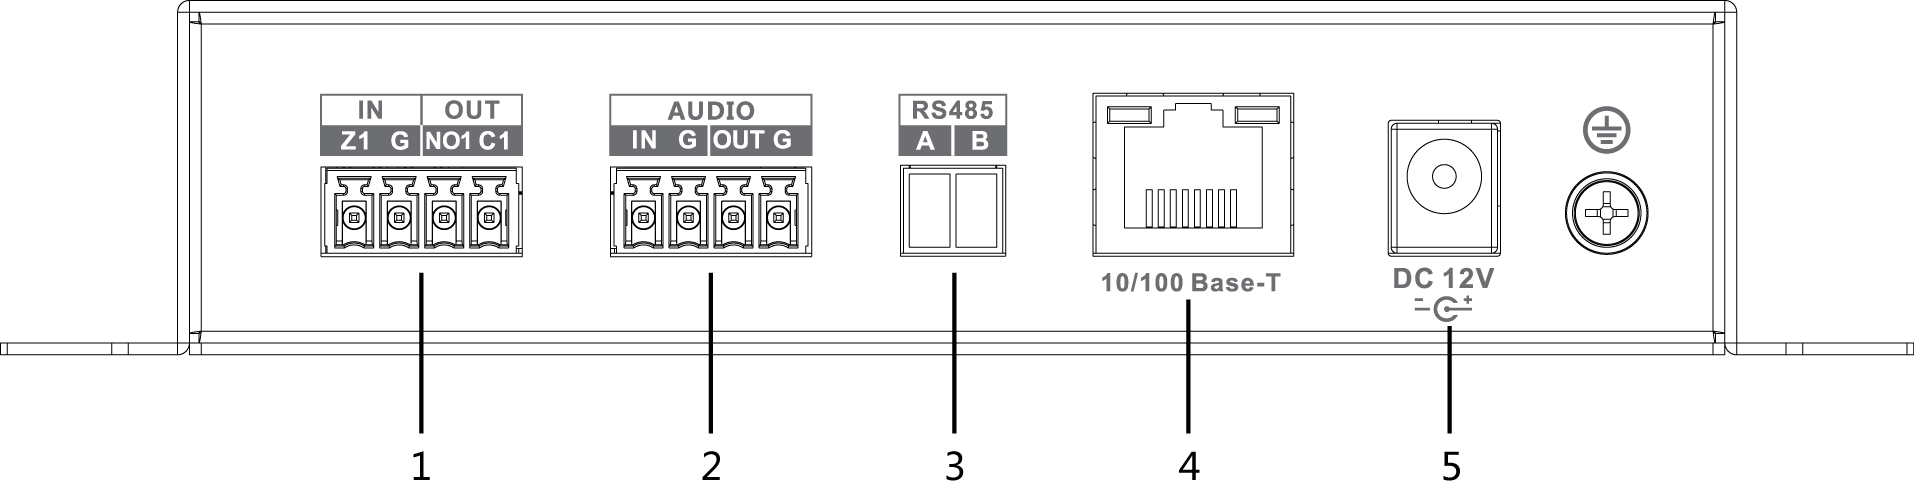 IN OUT
Z1 G NO1 C1
AUDIO
IN G OUT G
RS485
A B
10/100 Base-T
DC 12V
- +
1 2 3 4 5